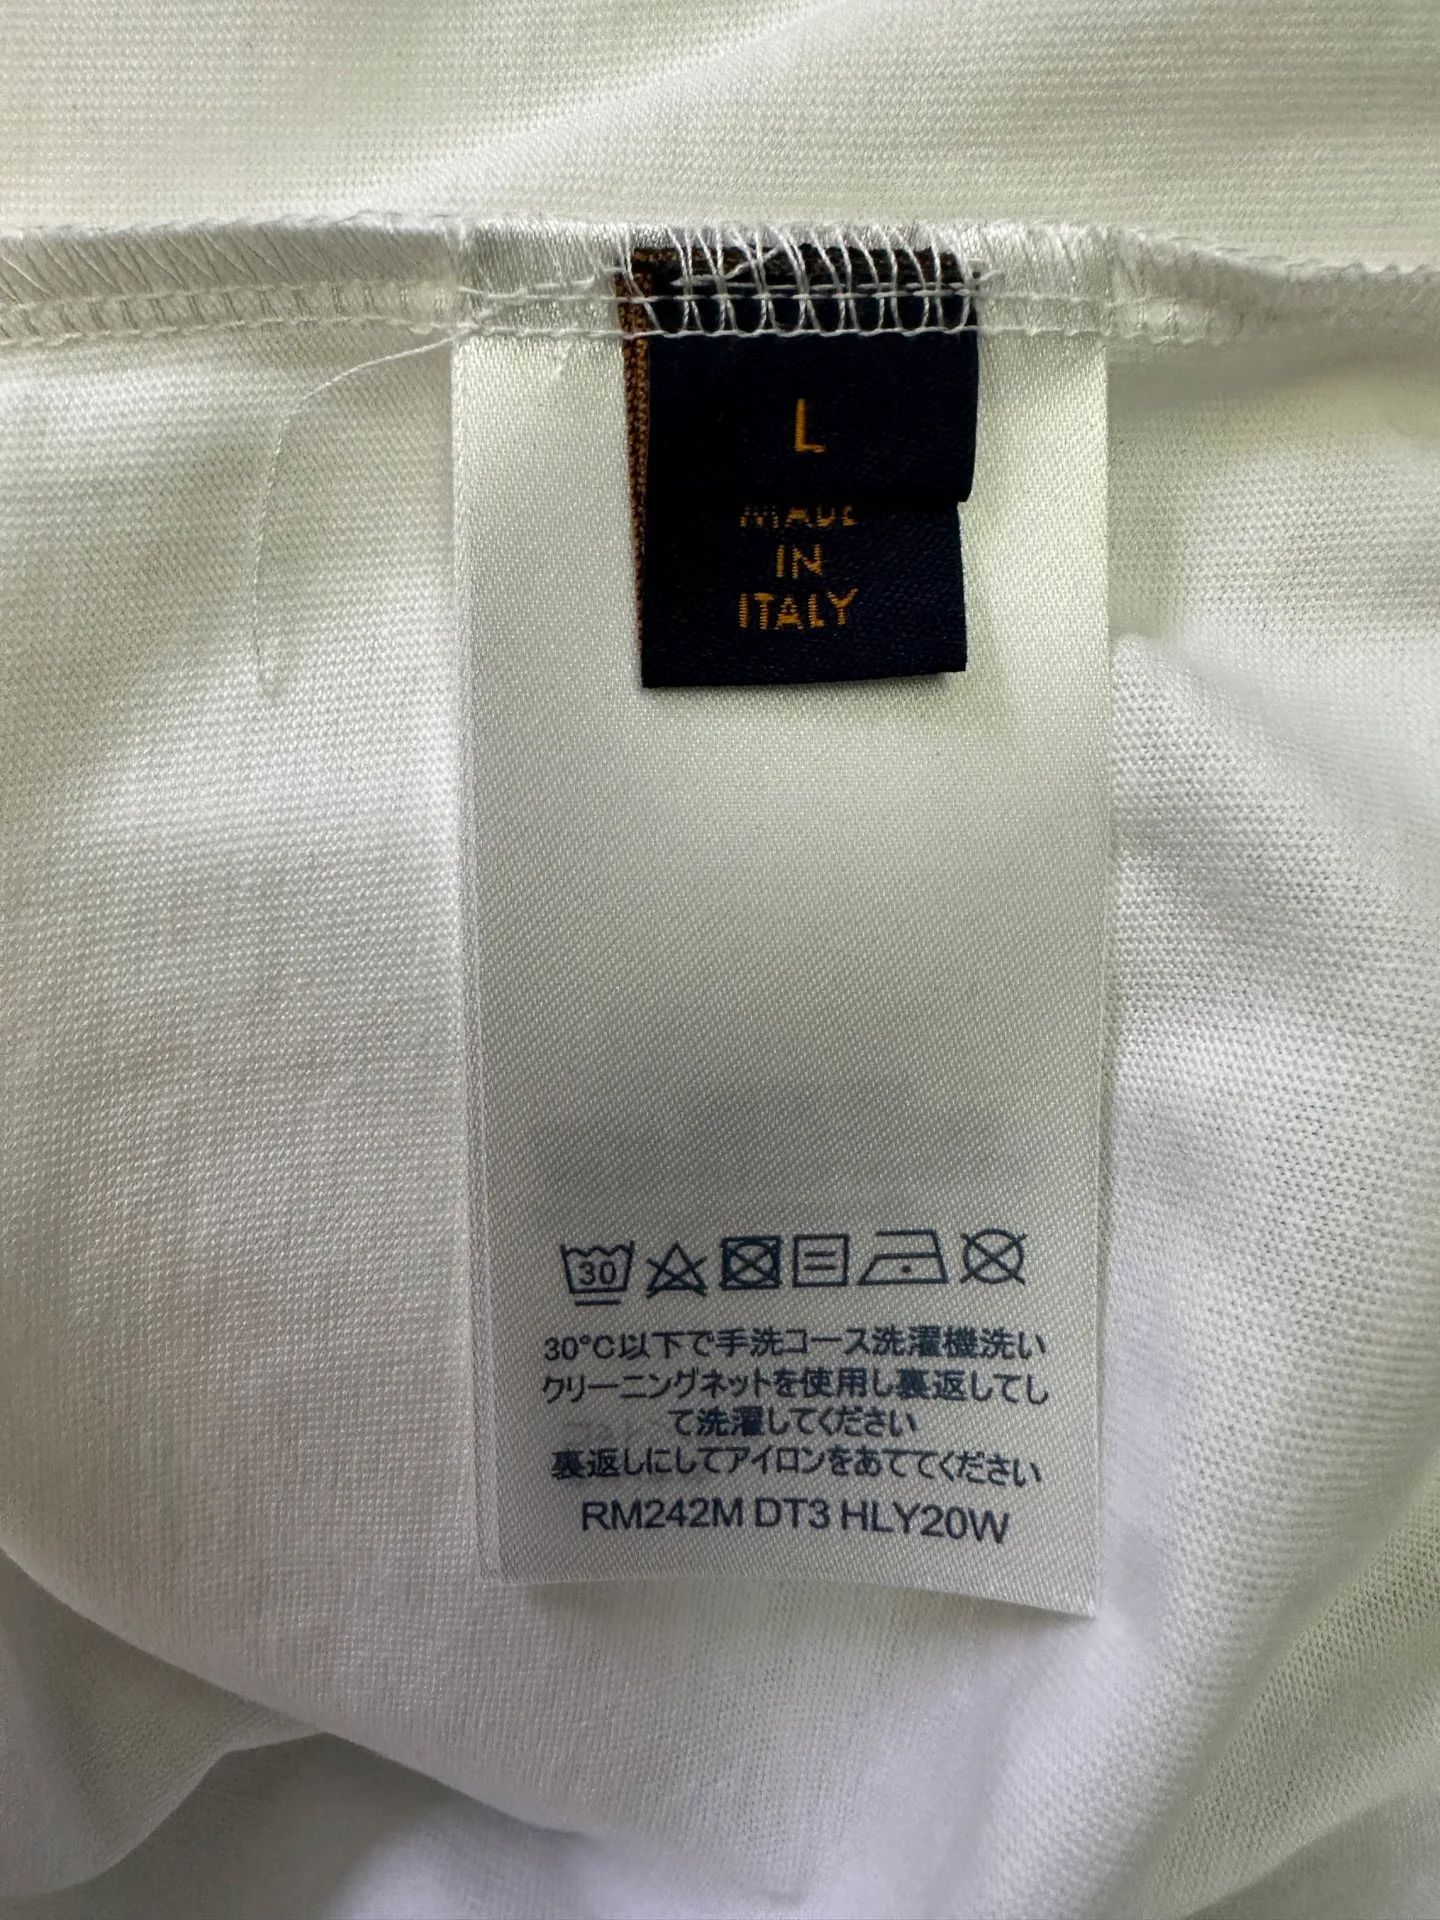 L
MADE
IN
ITALY
30
30°C以下で手洗コース洗濯機洗い
クリーニングネットを使用し裏返してし
て洗濯してください
裏返しにしてアイロンをあててください
RM242M DT3 HLY20W